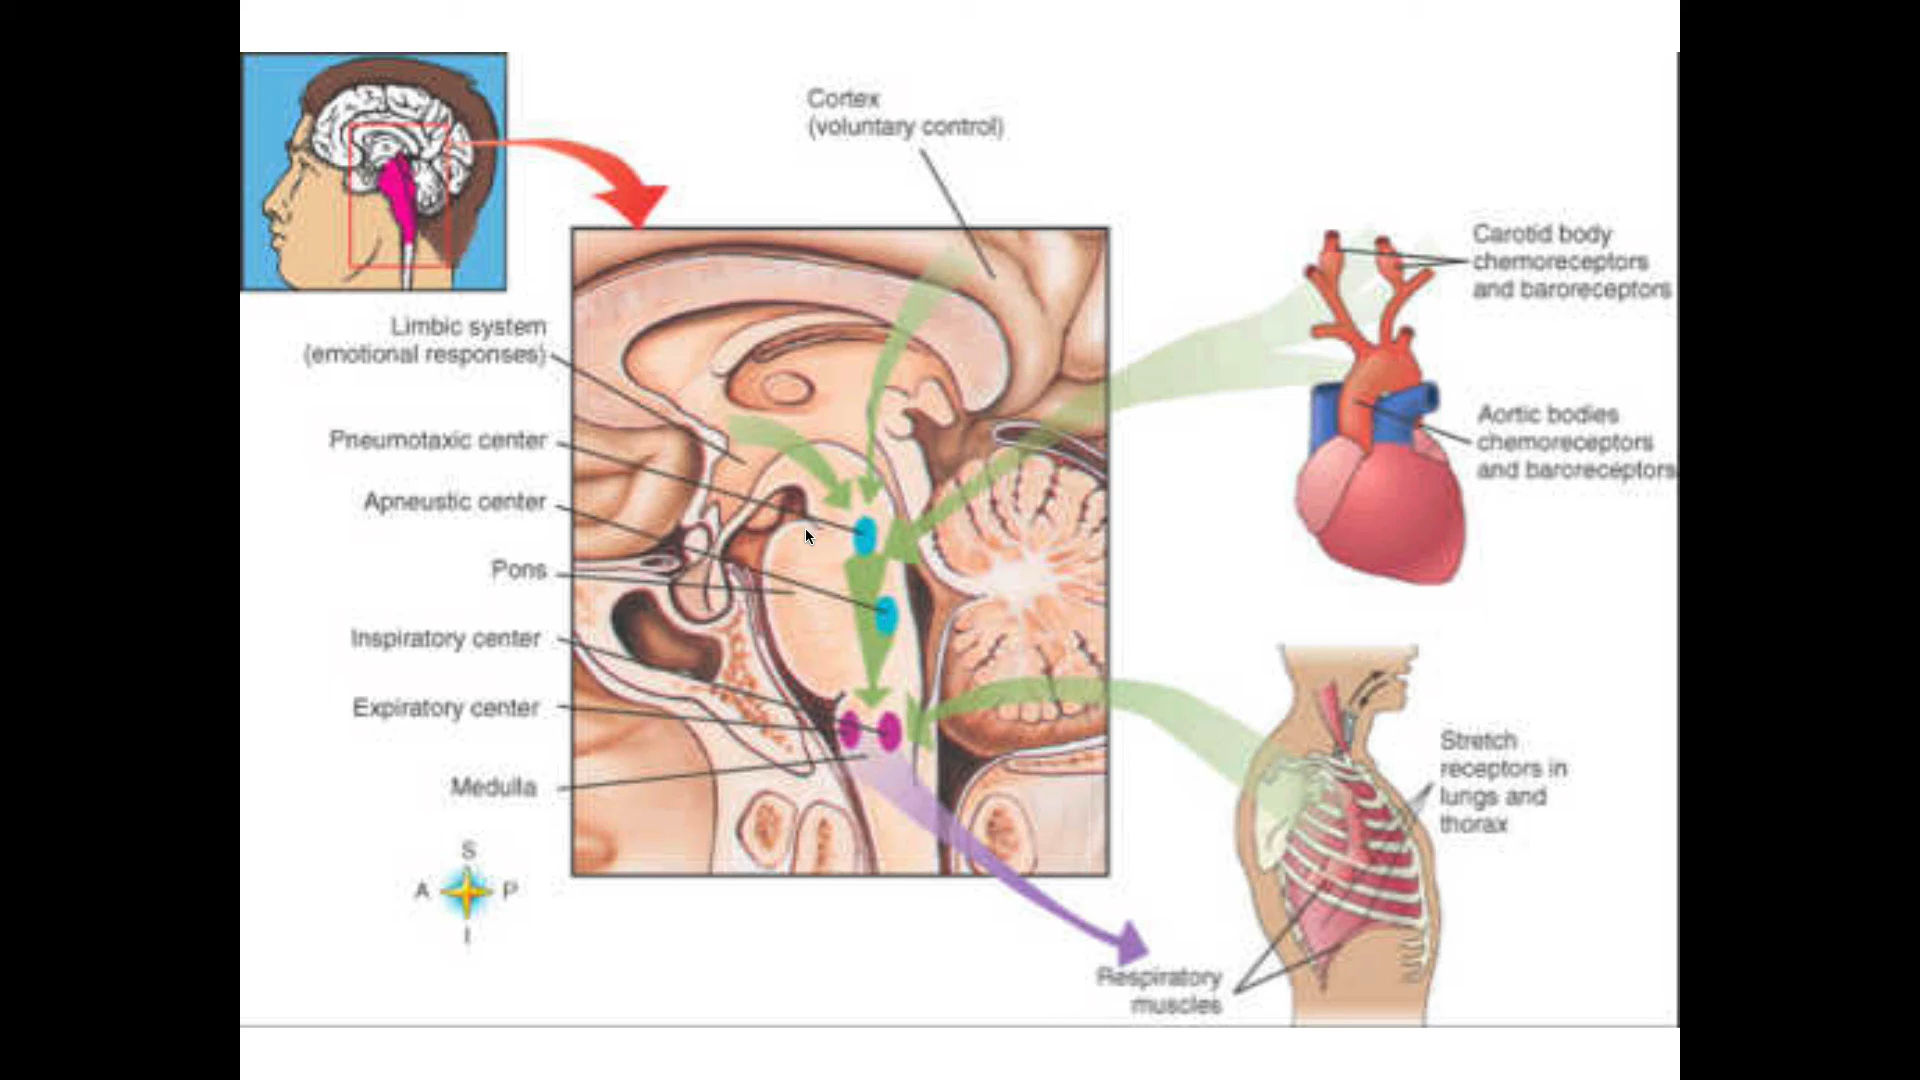 Cortex
(voluntary control)
Carotid body
chemoreceptors
and baroreceptors
Limbic system
(emotional responses)
Aortic bodies
chemoreceptors
and baroreceptors
Pneumotaxic center
Apneustic center
Pons
Inspiratory center
Expiratory center
Medulla
Stretch
receptors in
lungs and
thorax
S
A P
I
Respiratory
muscles